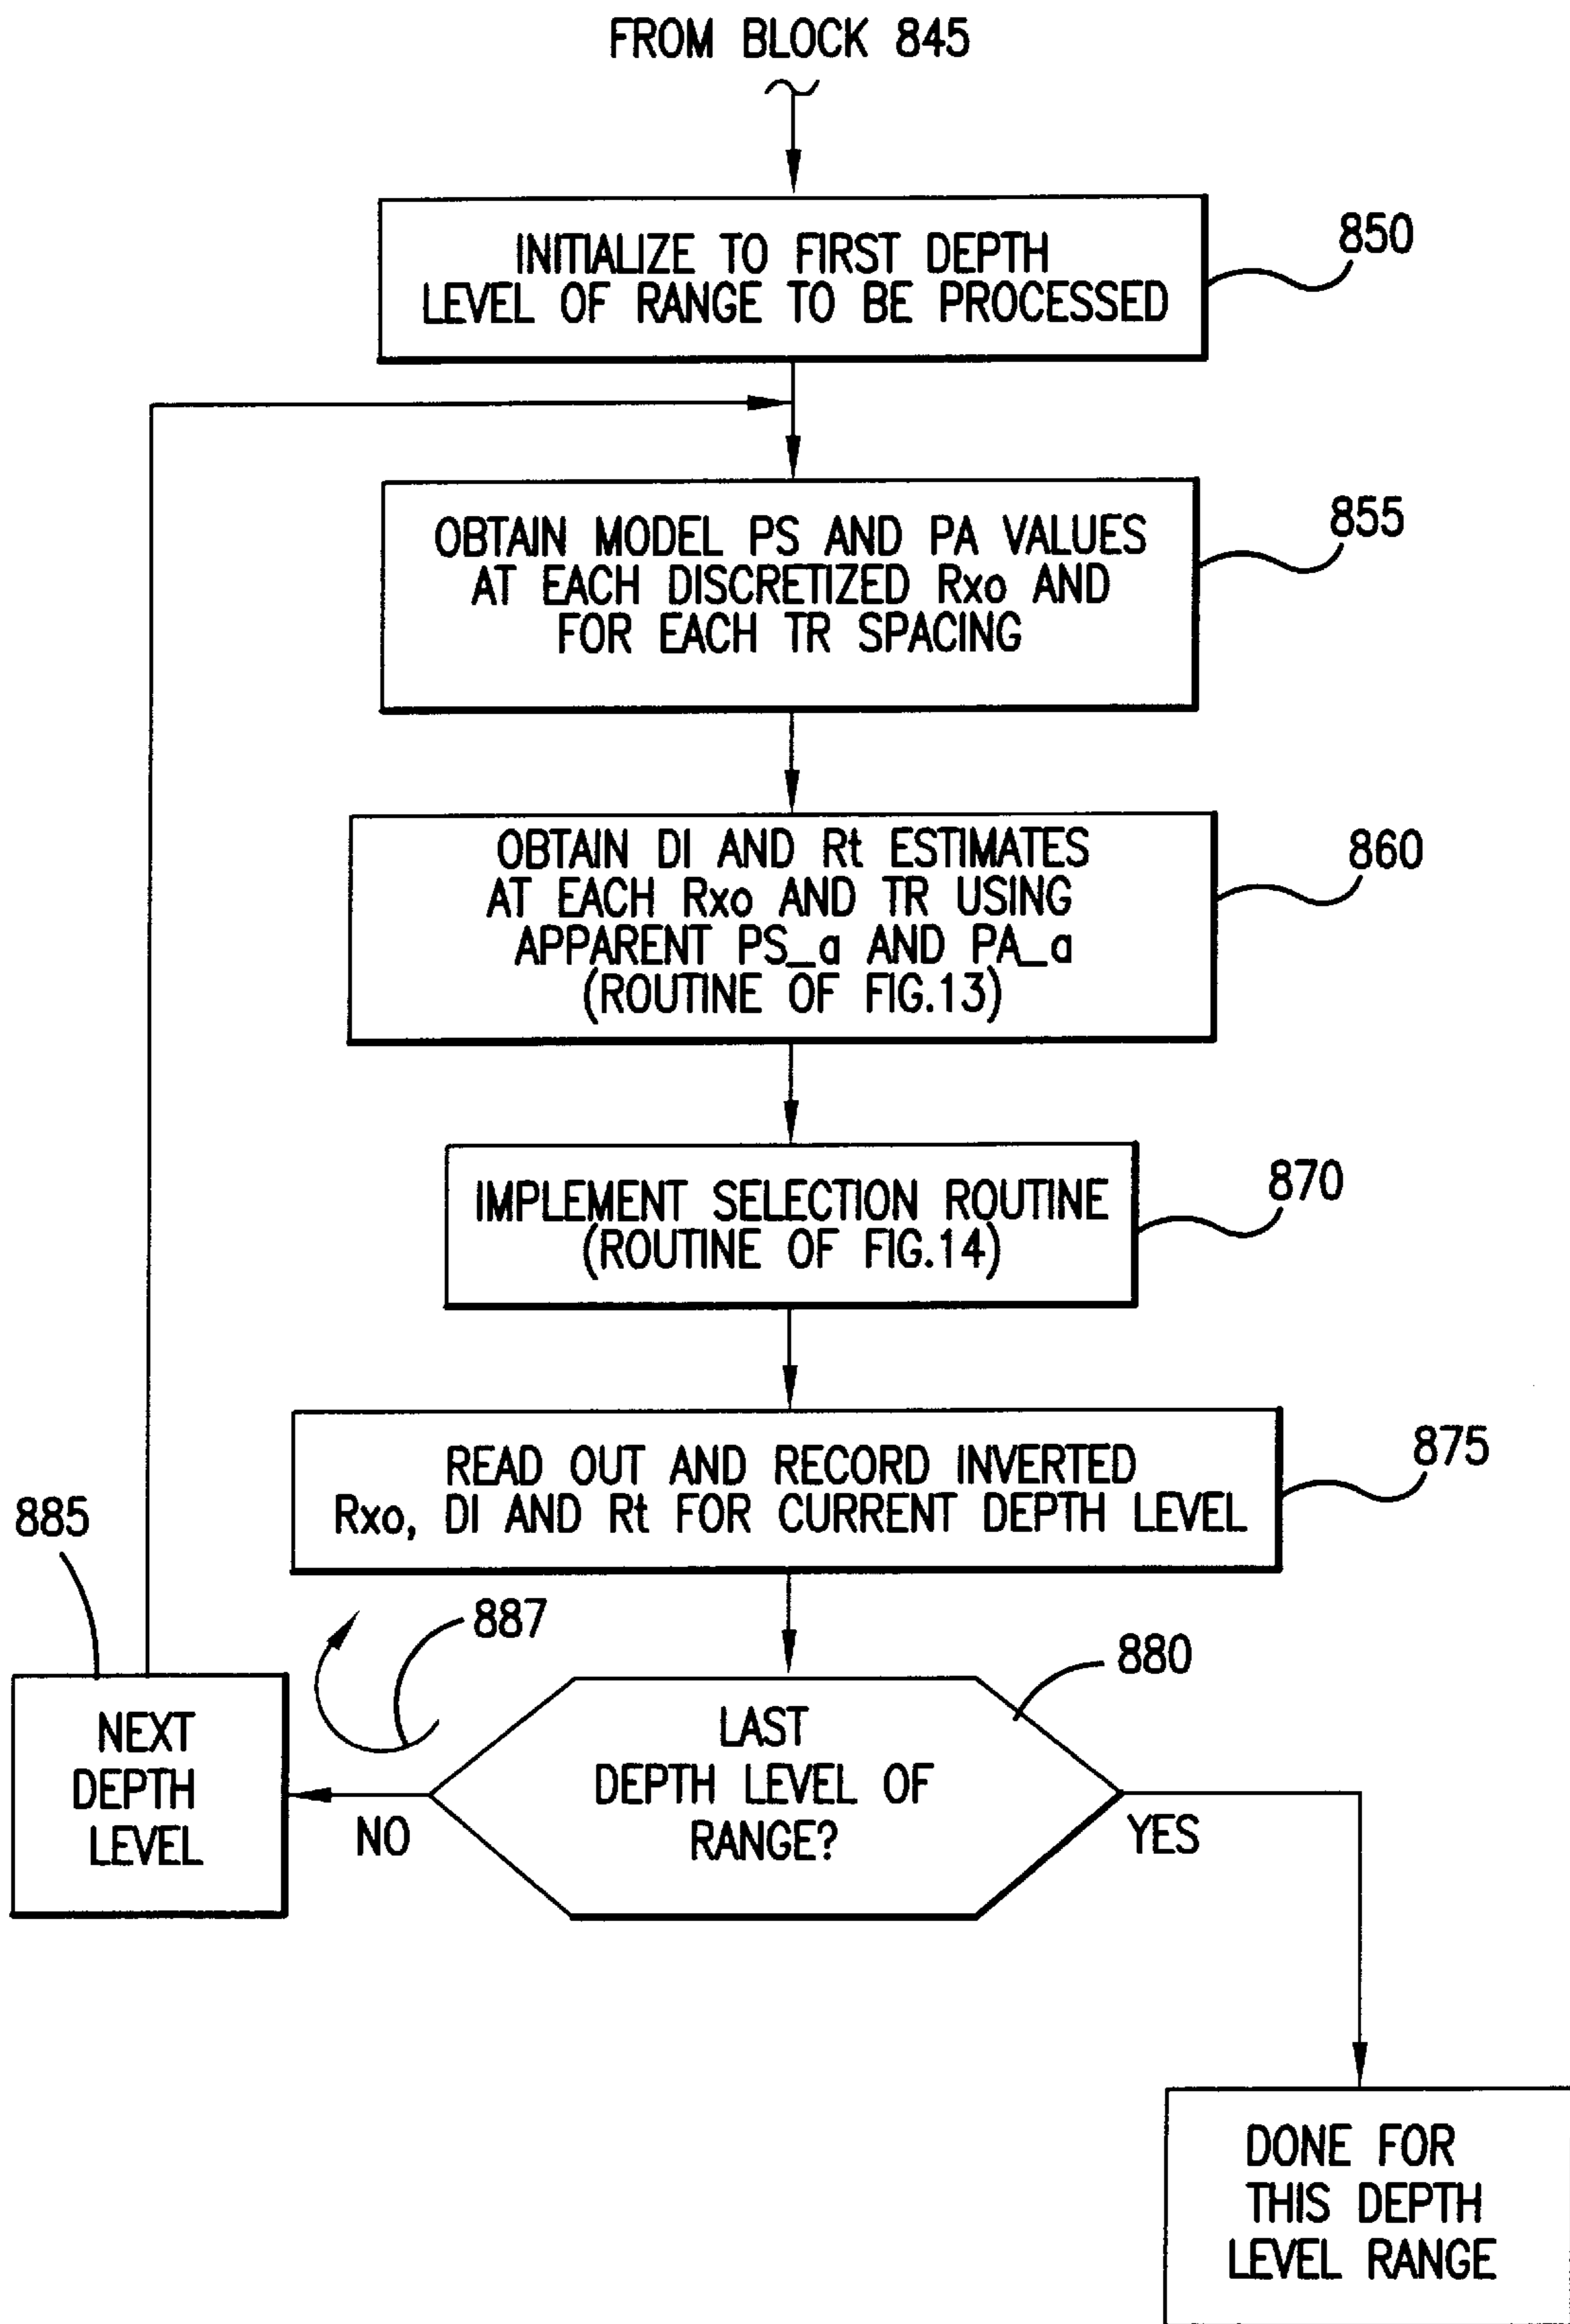 FROM BLOCK 845
INITIALIZE TO FIRST DEPTH
LEVEL OF RANGE TO BE PROCESSED
850
OBTAIN MODEL PS AND PA VALUES
AT EACH DISCRETIZED Rxo AND
FOR EACH TR SPACING
855
OBTAIN DI AND Rt ESTIMATES
AT EACH Rxo AND TR USING
APPARENT PS_a AND PA_a
(ROUTINE OF FIG.13)
860
IMPLEMENT SELECTION ROUTINE
(ROUTINE OF FIG.14)
870
READ OUT AND RECORD INVERTED
Rxo, DI AND Rt FOR CURRENT DEPTH LEVEL
875
885
887
880
NEXT
DEPTH
LEVEL
NO
LAST
DEPTH LEVEL OF
RANGE?
YES
DONE FOR
THIS DEPTH
LEVEL RANGE